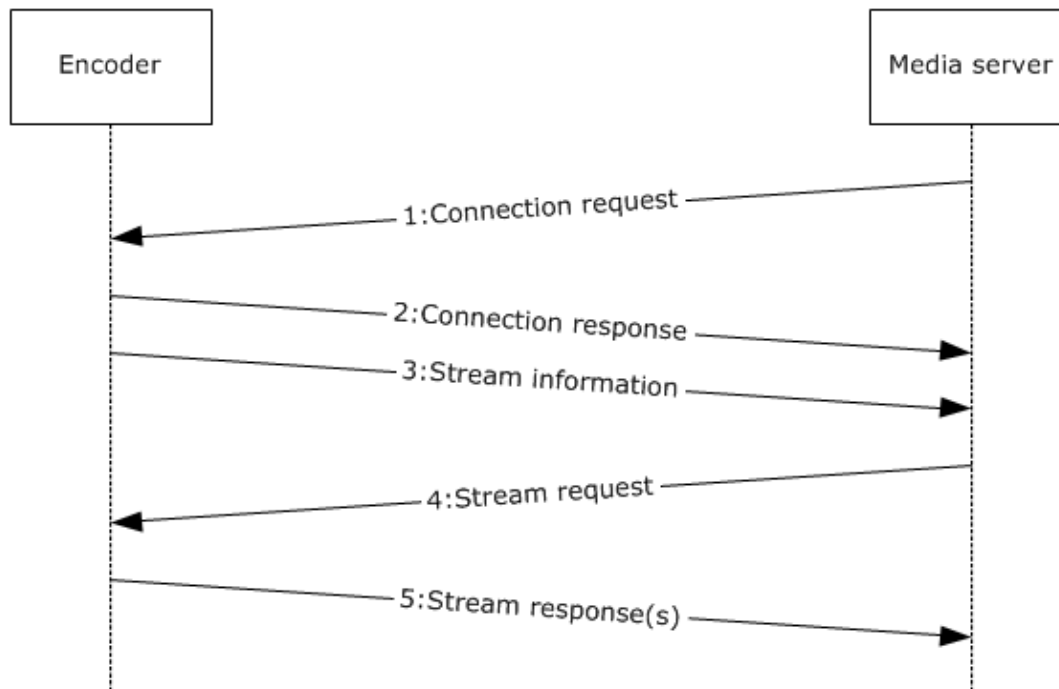 Encoder
Media server
1:Connection request
2:Connection response
3:Stream information
4:Stream request
5:Stream response(s)